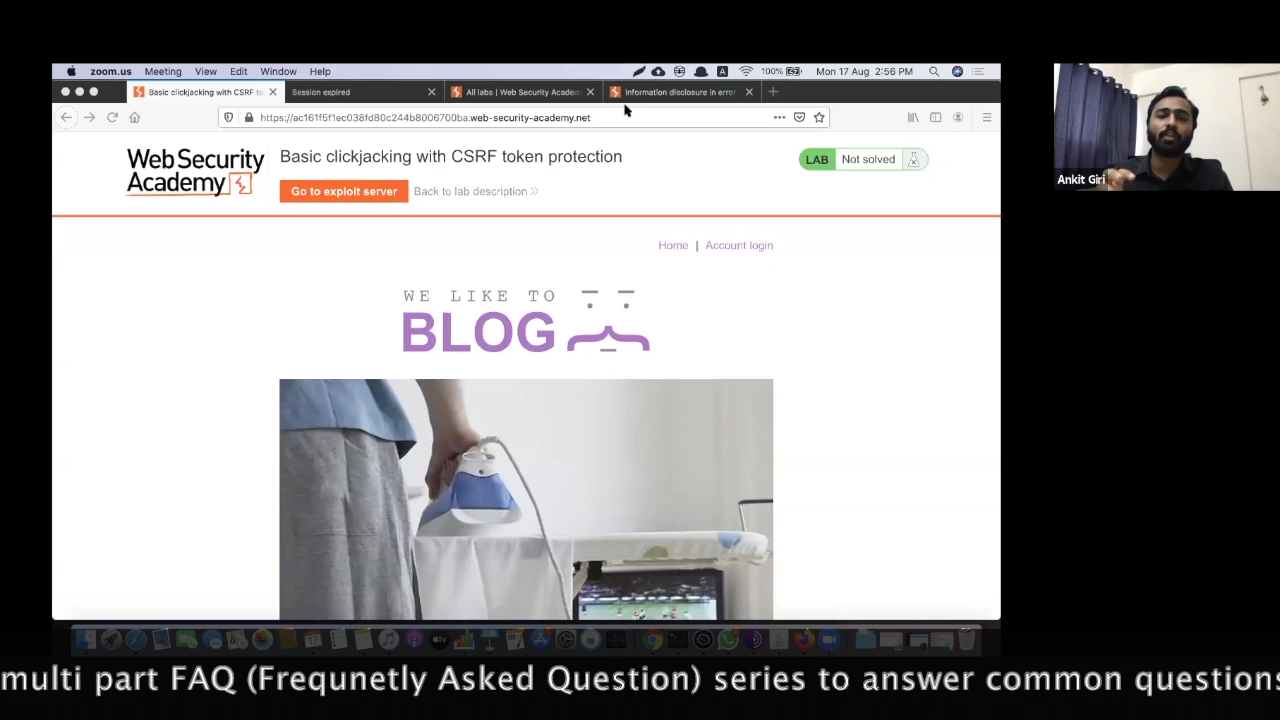 zoom.us Meeting View Edit Window Help 100% Mon 17 Aug 2:56 PM
Basic clickjacking with CSRF to Session expired All labs | Web Security Academ Information disclosure in error
https://ac161f5f1ec038fd80c244b8006700ba.web-security-academy.net
Web Security
Academy
Basic clickjacking with CSRF token protection
LAB Not solved
Go to exploit server Back to lab description
Home | Account login
WE LIKE TO
BLOG
Ankit Giri
multi part FAQ (Frequnetly Asked Question) series to answer common questions